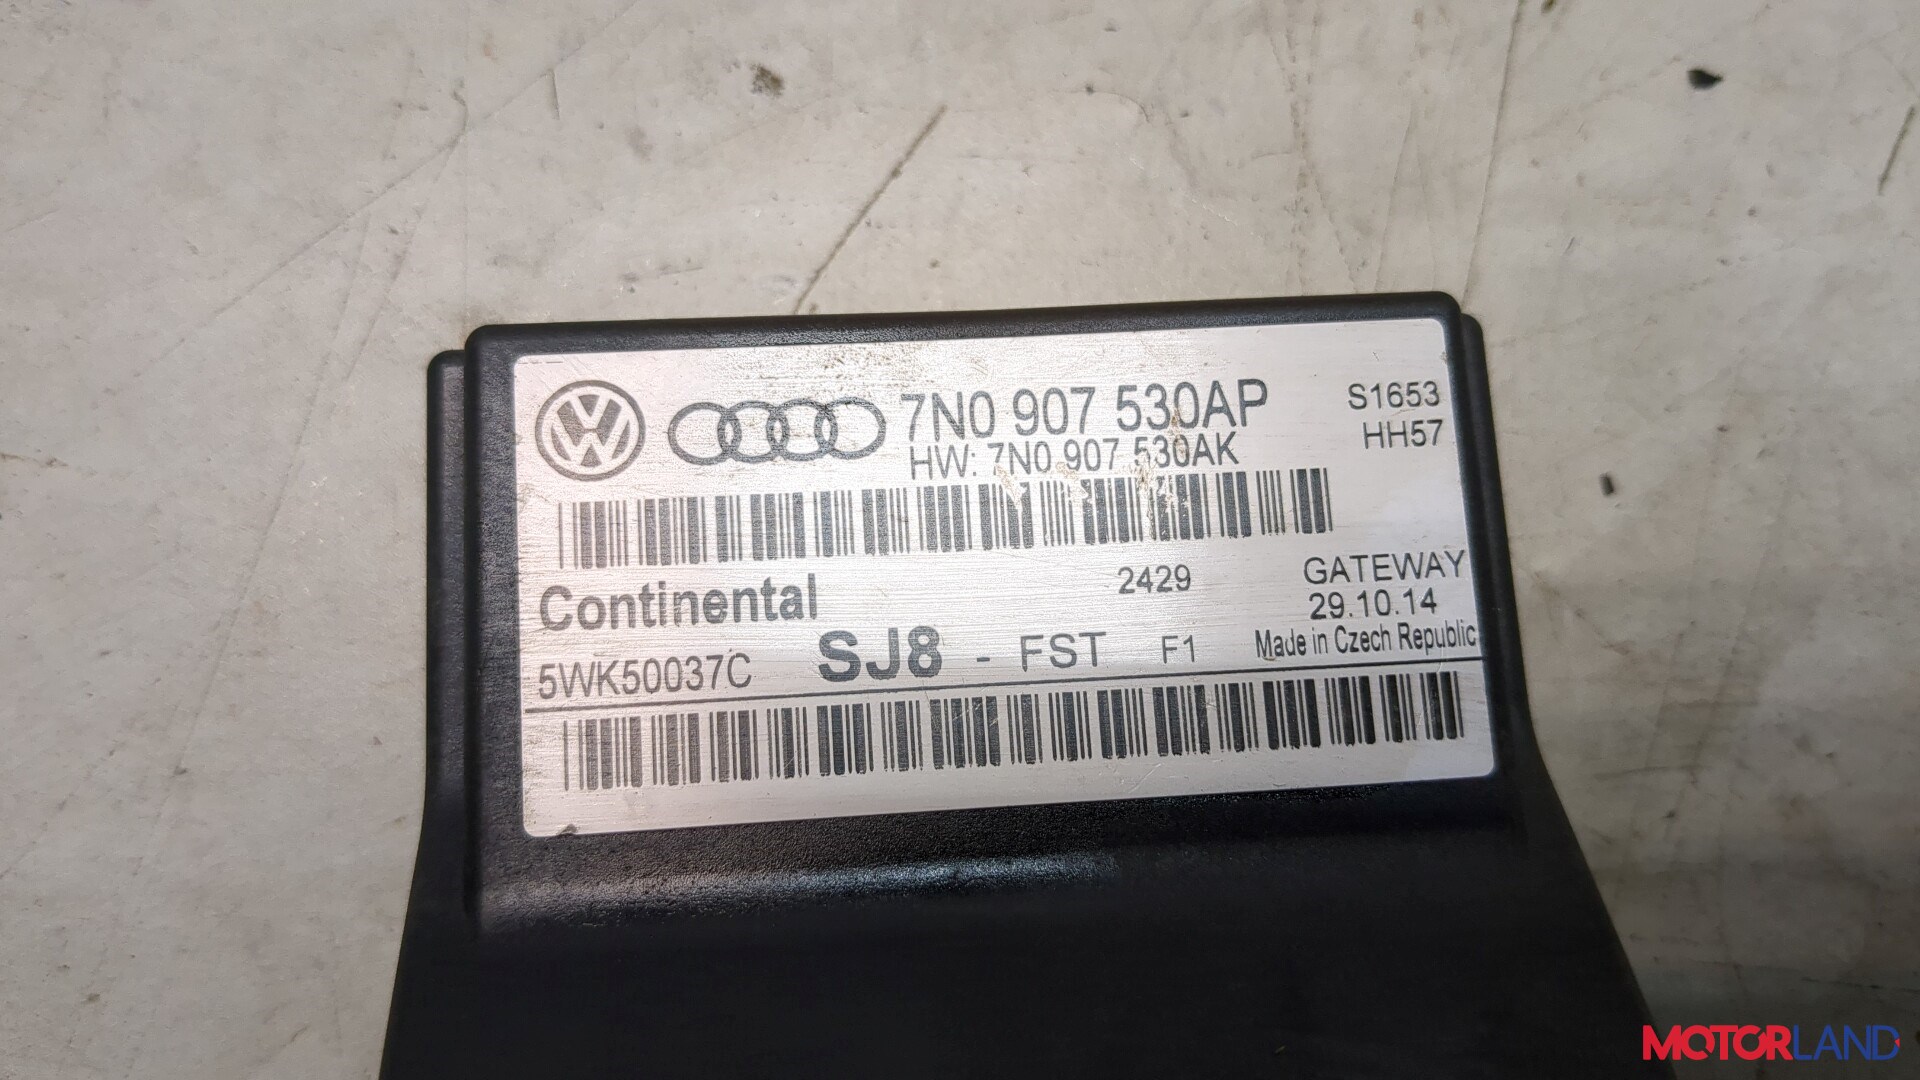 7N0 907 530AP
S1653
HW: 7N0 907 530AK
HH57
Continental
2429
GATEWAY
29.10.14
5WK50037C
SJ8 - FST F1
Made in Czech Republic
MOTORLAND